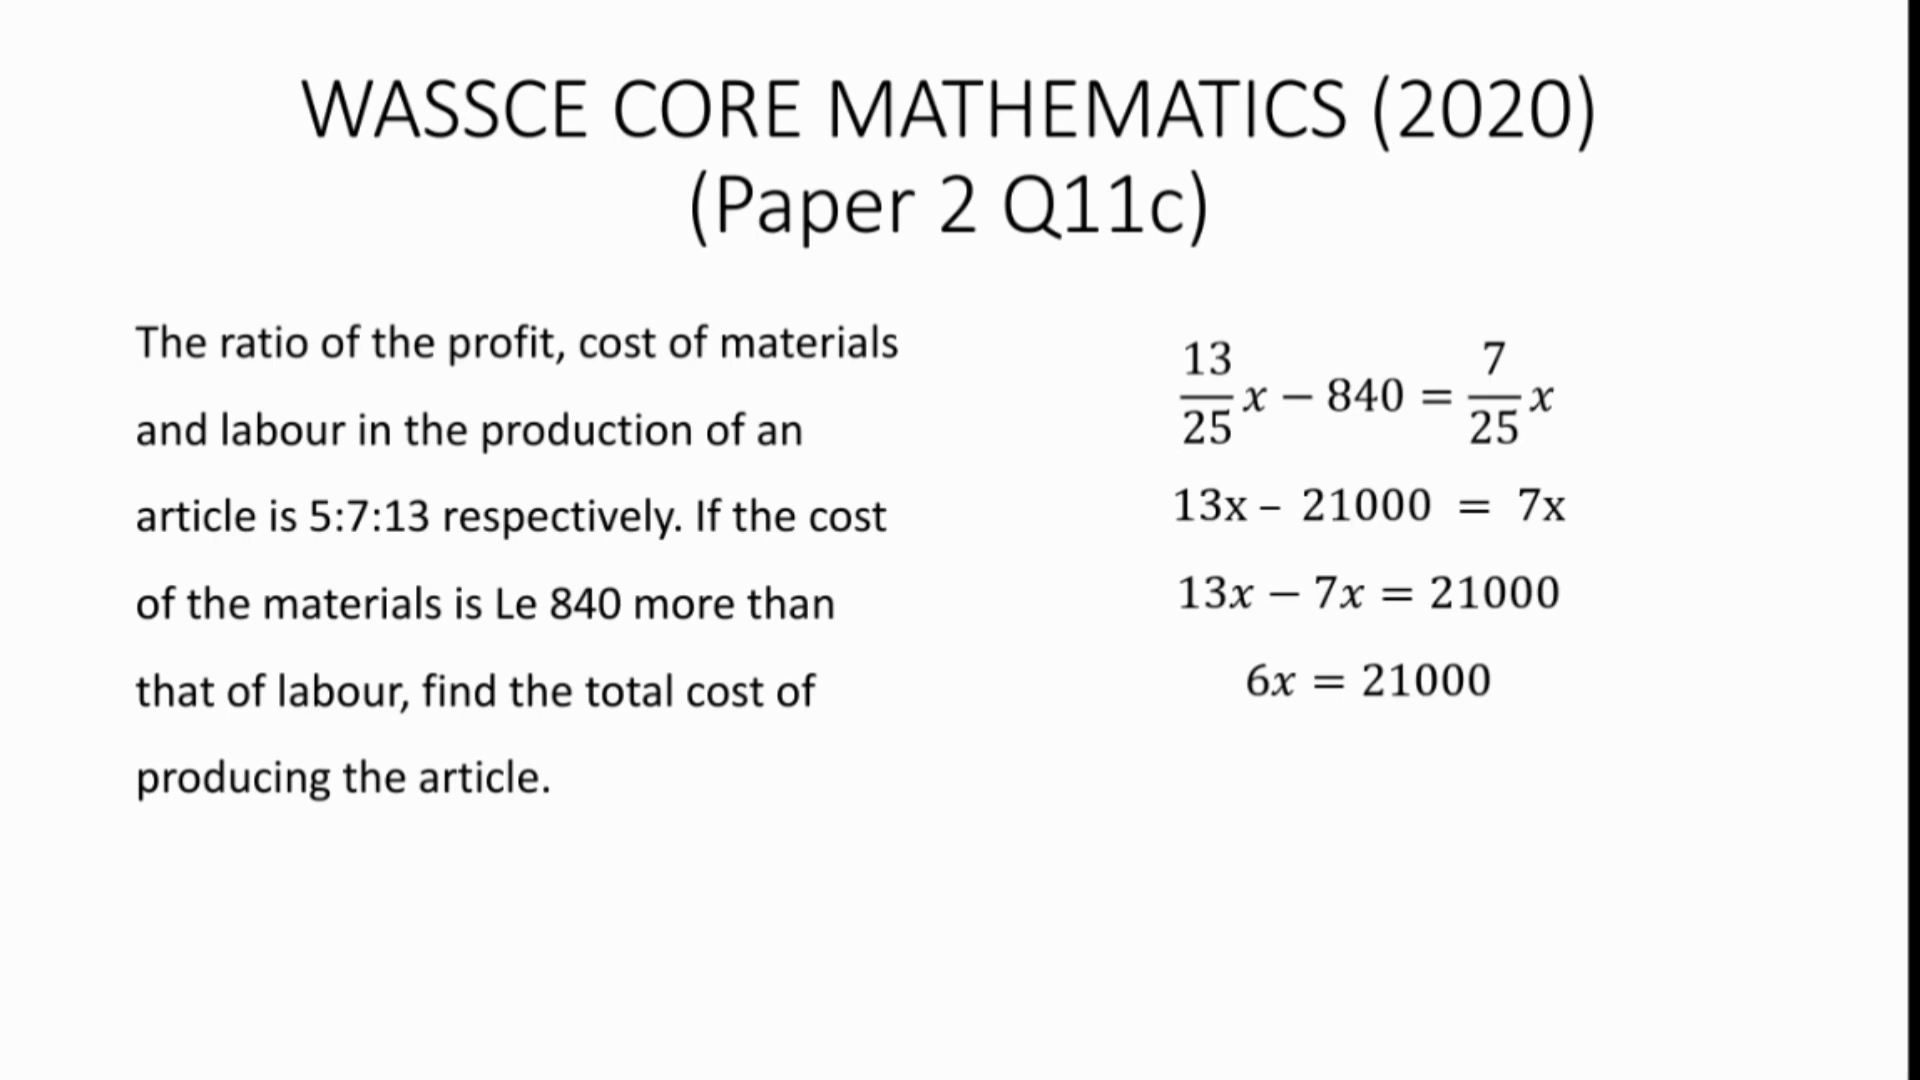 WASSCE CORE MATHEMATICS (2020)
(Paper 2 Q11c)
The ratio of the profit, cost of materials
and labour in the production of an
article is 5:7:13 respectively. If the cost
of the materials is Le 840 more than
that of labour, find the total cost of
producing the article.
13/25 x − 840 = 7/25 x
13x – 21000 = 7x
13x − 7x = 21000
6x = 21000